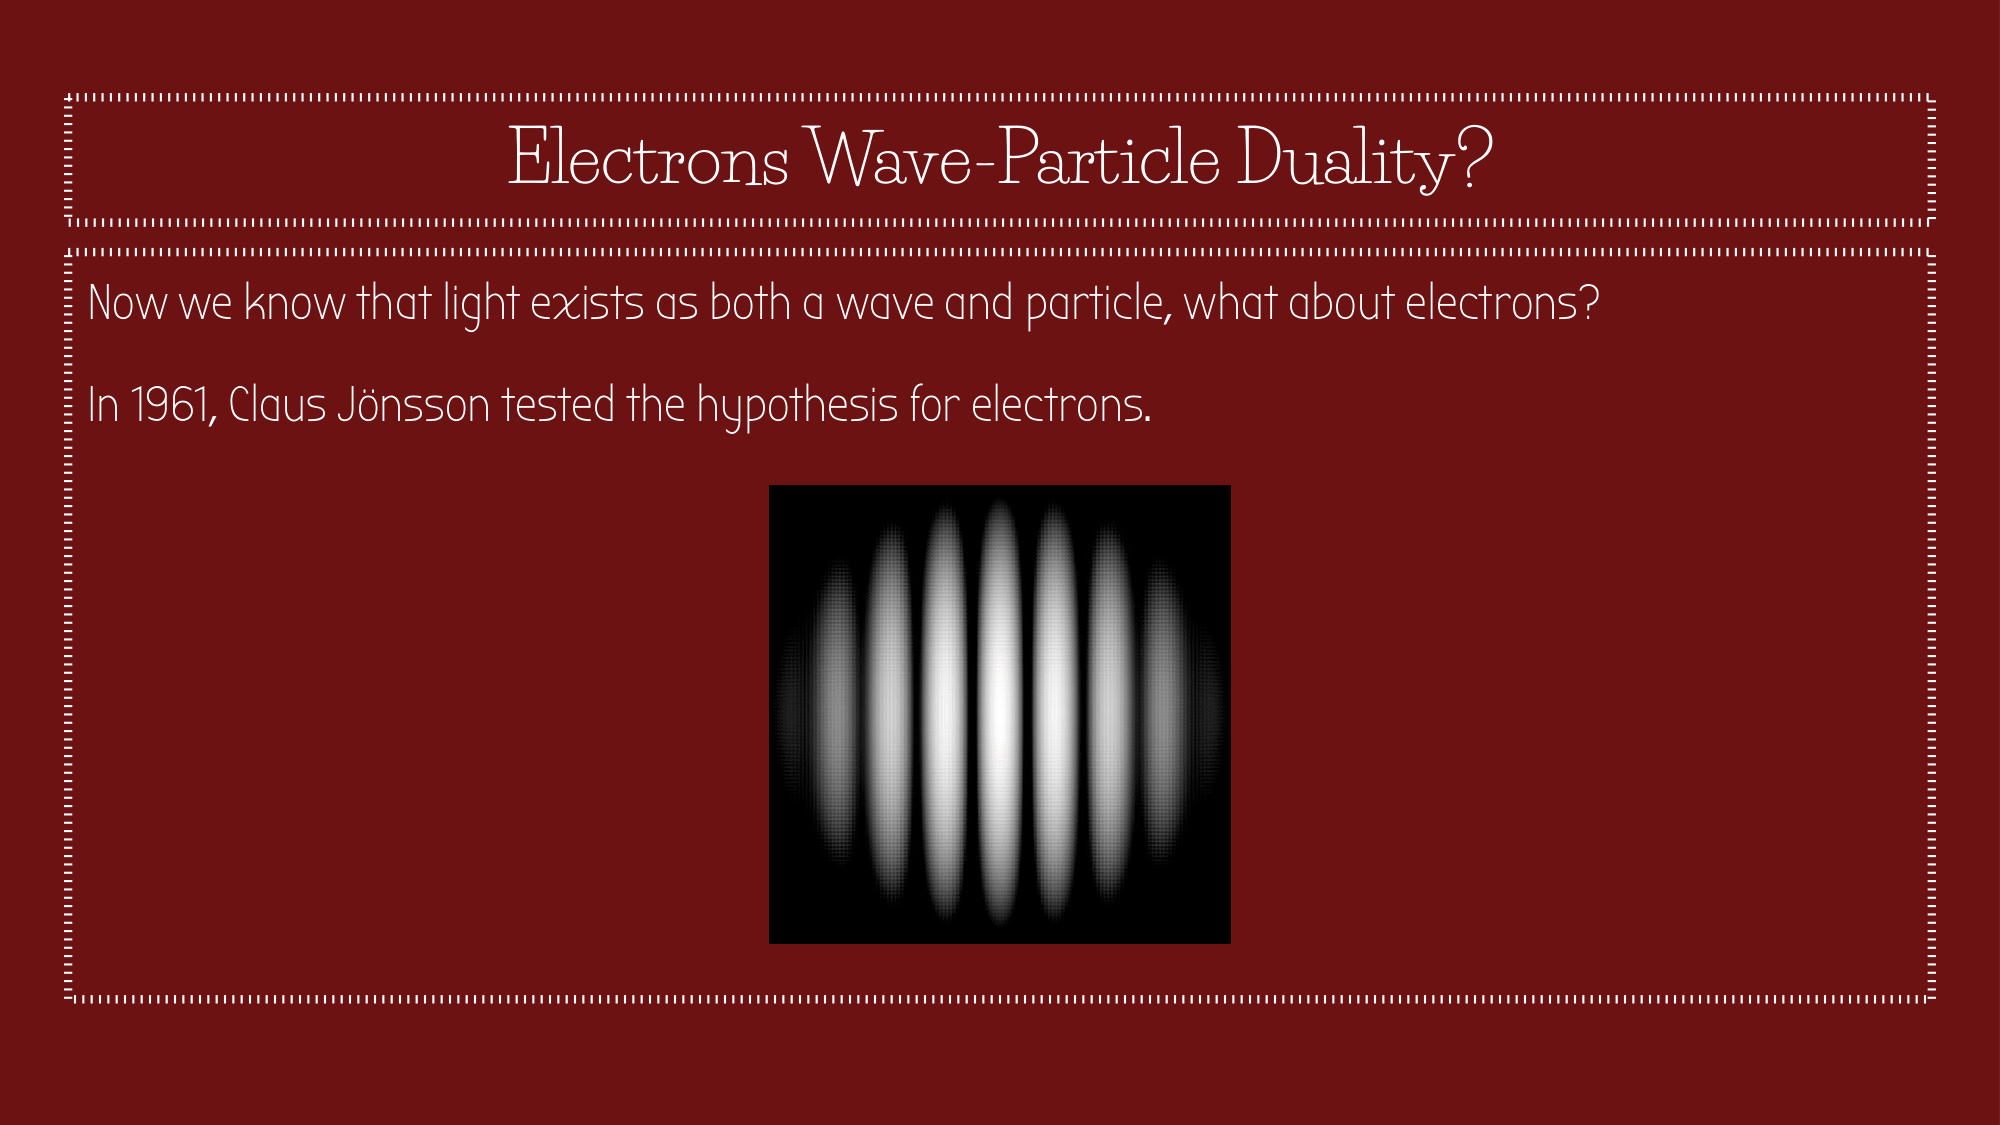 Electrons Wave-Particle Duality?
Now we know that light exists as both a wave and particle, what about electrons?
In 1961, Claus Jönsson tested the hypothesis for electrons.